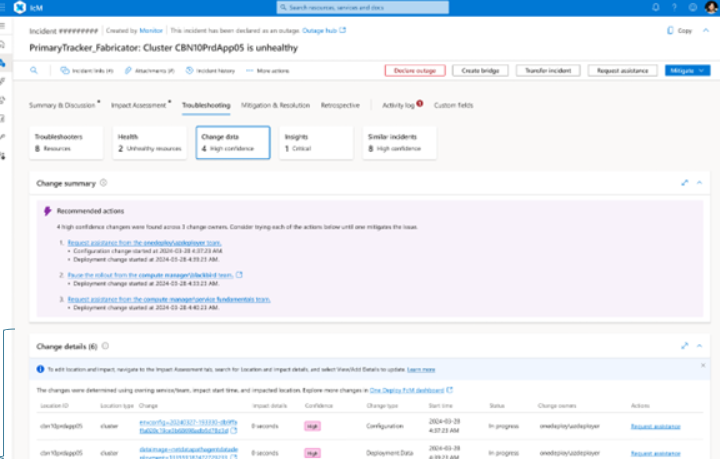 IcM
Search resources, services and docs
Incident ######### Created by Monitor This incident has been declared as an outage. Outage hub
Copy
PrimaryTracker_Fabricator: Cluster CBN10PrdApp05 is unhealthy
Incident links (4) Attachments (4) Incident history More actions
Declare outage Create bridge Transfer incident Request assistance Mitigate
Summary & Discussion Impact Assessment Troubleshooting Mitigation & Resolution Retrospective Activity log Custom fields
Troubleshooters
8 Resources
Health
2 Unhealthy resources
Change data
4 High confidence
Insights
1 Critical
Similar incidents
8 High confidence
Change summary
Recommended actions
4 high confidence changes were found across 3 change owners. Consider trying each of the actions below until one mitigates the issue.
1. Request assistance from the onedeploy\azdeployer team.
• Configuration change started at 2024-03-28 4:37:23 AM.
• Deployment change started at 2024-03-28 4:39:23 AM.
2. Pause the rollout from the compute manager\blackbird team.
• Deployment change started at 2024-03-28 4:33:23 AM.
3. Request assistance from the compute manager\service fundamentals team.
• Deployment change started at 2024-03-28 4:40:23 AM.
Change details (6)
To edit location and impact, navigate to the Impact Assessment tab, search for Location and impact details, and select View/Add Details to update. Learn more
The changes were determined using owning service/team, impact start time, and impacted location. Explore more changes in One Deploy FVM dashboard
Location ID Location type Change Impact details Confidence Change type Start time Status Change owners Actions
cbn10prdapp05 cluster 0 seconds High Configuration 2024-03-28 4:37:23 AM In progress onedeploy\azdeployer Request assistance
cbn10prdapp05 cluster 0 seconds High Deployment Data 2024-03-28 4:39:23 AM In progress onedeploy\azdeployer Request assistance